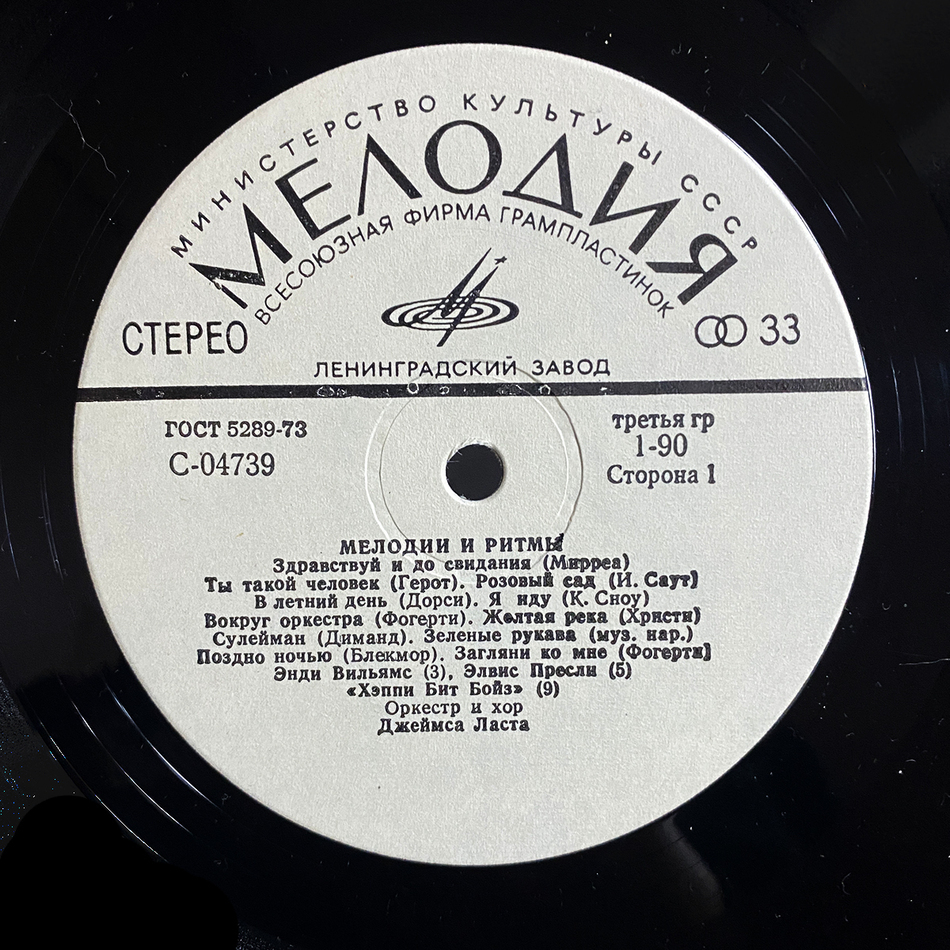 МИНИСТЕРСТВО КУЛЬТУРЫ СССР
МЕЛОДИЯ
ВСЕСОЮЗНАЯ ФИРМА ГРАМПЛАСТИНОК
СТЕРЕО
33
ЛЕНИНГРАДСКИЙ ЗАВОД
ГОСТ 5289-73
С-04739
третья гр
1-90
Сторона 1
МЕЛОДИИ И РИТМЫ
Здравствуй и до свидания (Мирреа)
Ты такой человек (Герот). Розовый сад (И. Саут)
В летний день (Дорси). Я иду (К. Сноу)
Вокруг оркестра (Фогерти). Желтая река (Христи)
Сулейман (Диманд). Зеленые рукава (муз. нар.)
Поздно ночью (Блекмор). Загляни ко мне (Фогерти)
Энди Вильямс (3), Элвис Пресли (5)
«Хэппи Бит Бойз» (9)
Оркестр и хор
Джеймса Ласта